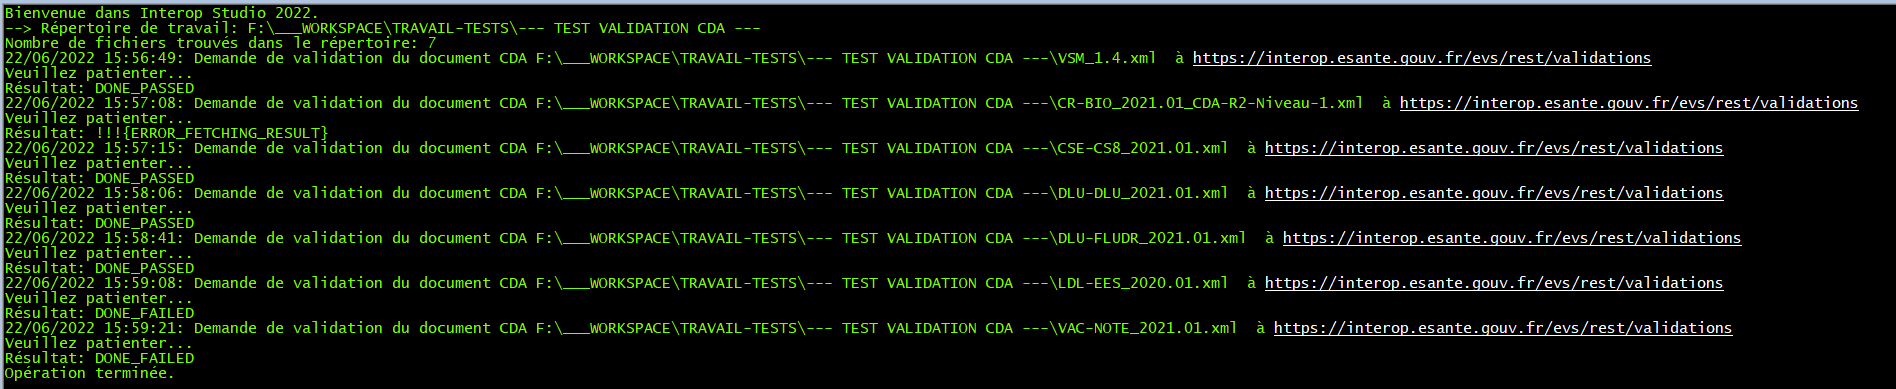 Bienvenue dans Interop Studio 2022.
--> Répertoire de travail: F:\___WORKSPACE\TRAVAIL-TESTS\--- TEST VALIDATION CDA ---
Nombre de fichiers trouvés dans le répertoire: 7
22/06/2022 15:56:49: Demande de validation du document CDA F:\___WORKSPACE\TRAVAIL-TESTS\--- TEST VALIDATION CDA ---\VSM_1.4.xml  à https://interop.esante.gouv.fr/evs/rest/validations
Veuillez patienter...
Résultat: DONE_PASSED
22/06/2022 15:57:08: Demande de validation du document CDA F:\___WORKSPACE\TRAVAIL-TESTS\--- TEST VALIDATION CDA ---\CR-BIO_2021.01_CDA-R2-Niveau-1.xml  à https://interop.esante.gouv.fr/evs/rest/validations
Veuillez patienter...
Résultat: !!!{ERROR_FETCHING_RESULT}
22/06/2022 15:57:15: Demande de validation du document CDA F:\___WORKSPACE\TRAVAIL-TESTS\--- TEST VALIDATION CDA ---\CSE-CS8_2021.01.xml  à https://interop.esante.gouv.fr/evs/rest/validations
Veuillez patienter...
Résultat: DONE_PASSED
22/06/2022 15:58:06: Demande de validation du document CDA F:\___WORKSPACE\TRAVAIL-TESTS\--- TEST VALIDATION CDA ---\DLU-DLU_2021.01.xml  à https://interop.esante.gouv.fr/evs/rest/validations
Veuillez patienter...
Résultat: DONE_PASSED
22/06/2022 15:58:41: Demande de validation du document CDA F:\___WORKSPACE\TRAVAIL-TESTS\--- TEST VALIDATION CDA ---\DLU-FLUDR_2021.01.xml  à https://interop.esante.gouv.fr/evs/rest/validations
Veuillez patienter...
Résultat: DONE_PASSED
22/06/2022 15:59:08: Demande de validation du document CDA F:\___WORKSPACE\TRAVAIL-TESTS\--- TEST VALIDATION CDA ---\LDL-EES_2020.01.xml  à https://interop.esante.gouv.fr/evs/rest/validations
Veuillez patienter...
Résultat: DONE_FAILED
22/06/2022 15:59:21: Demande de validation du document CDA F:\___WORKSPACE\TRAVAIL-TESTS\--- TEST VALIDATION CDA ---\VAC-NOTE_2021.01.xml  à https://interop.esante.gouv.fr/evs/rest/validations
Veuillez patienter...
Résultat: DONE_FAILED
Opération terminée.